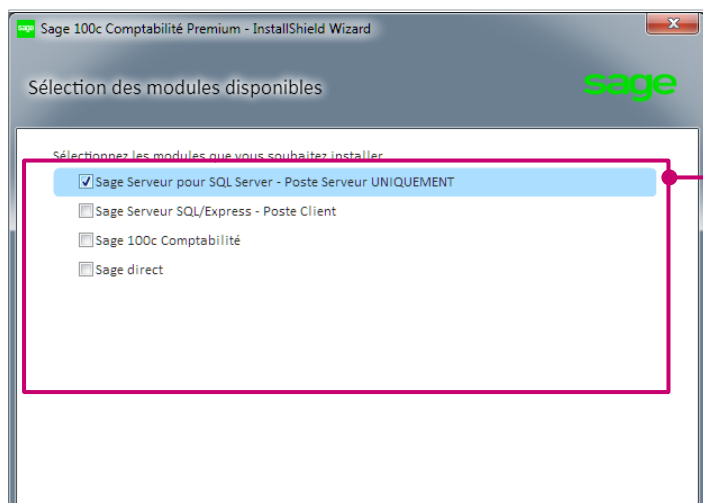 sage Sage 100c Comptabilité Premium - InstallShield Wizard
Sélection des modules disponibles
sage
Sélectionnez les modules que vous souhaitez installer
Sage Serveur pour SQL Server - Poste Serveur UNIQUEMENT
Sage Serveur SQL/Express - Poste Client
Sage 100c Comptabilité
Sage direct